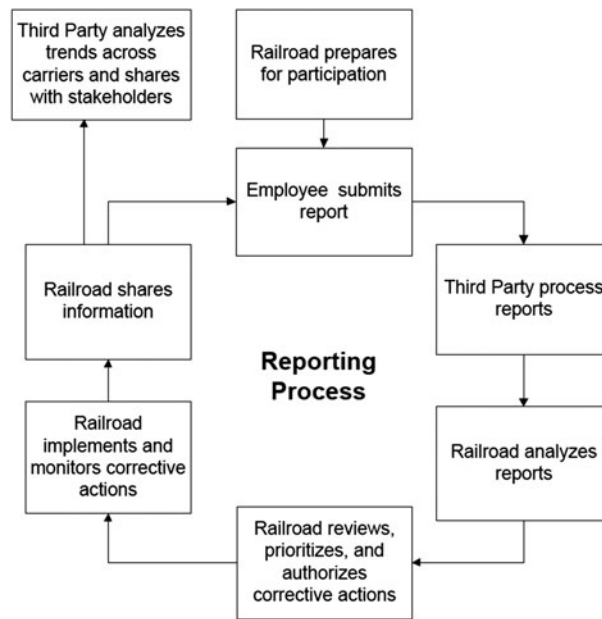 Third Party analyzes
trends across
carriers and shares
with stakeholders
Railroad prepares
for participation
Employee submits
report
Third Party process
reports
Railroad analyzes
reports
Railroad reviews,
prioritizes, and
authorizes
corrective actions
Railroad
implements and
monitors corrective
actions
Railroad shares
information
Reporting
Process